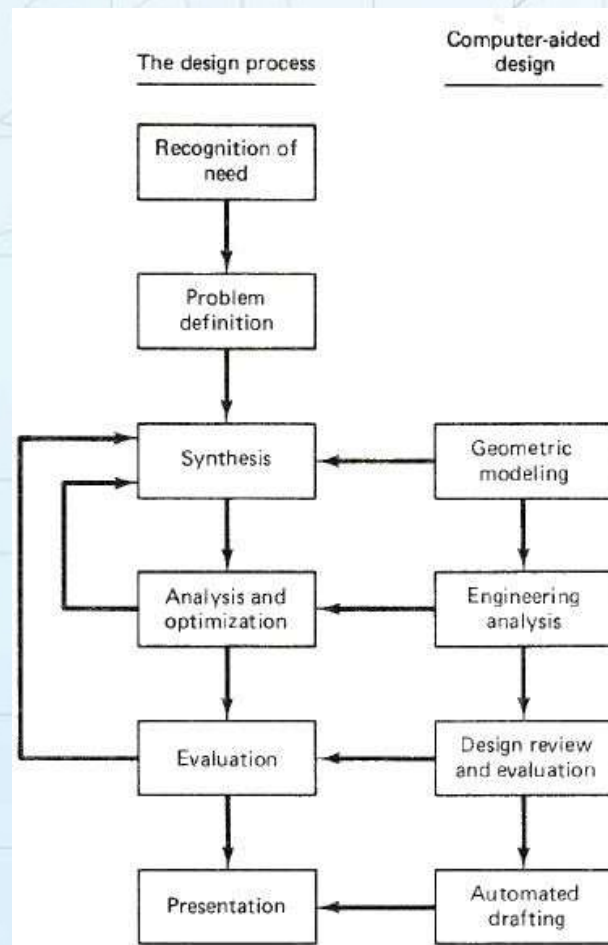 The design process
Computer-aided
design
Recognition of
need
Problem
definition
Synthesis
Geometric
modeling
Analysis and
optimization
Engineering
analysis
Evaluation
Design review
and evaluation
Presentation
Automated
drafting